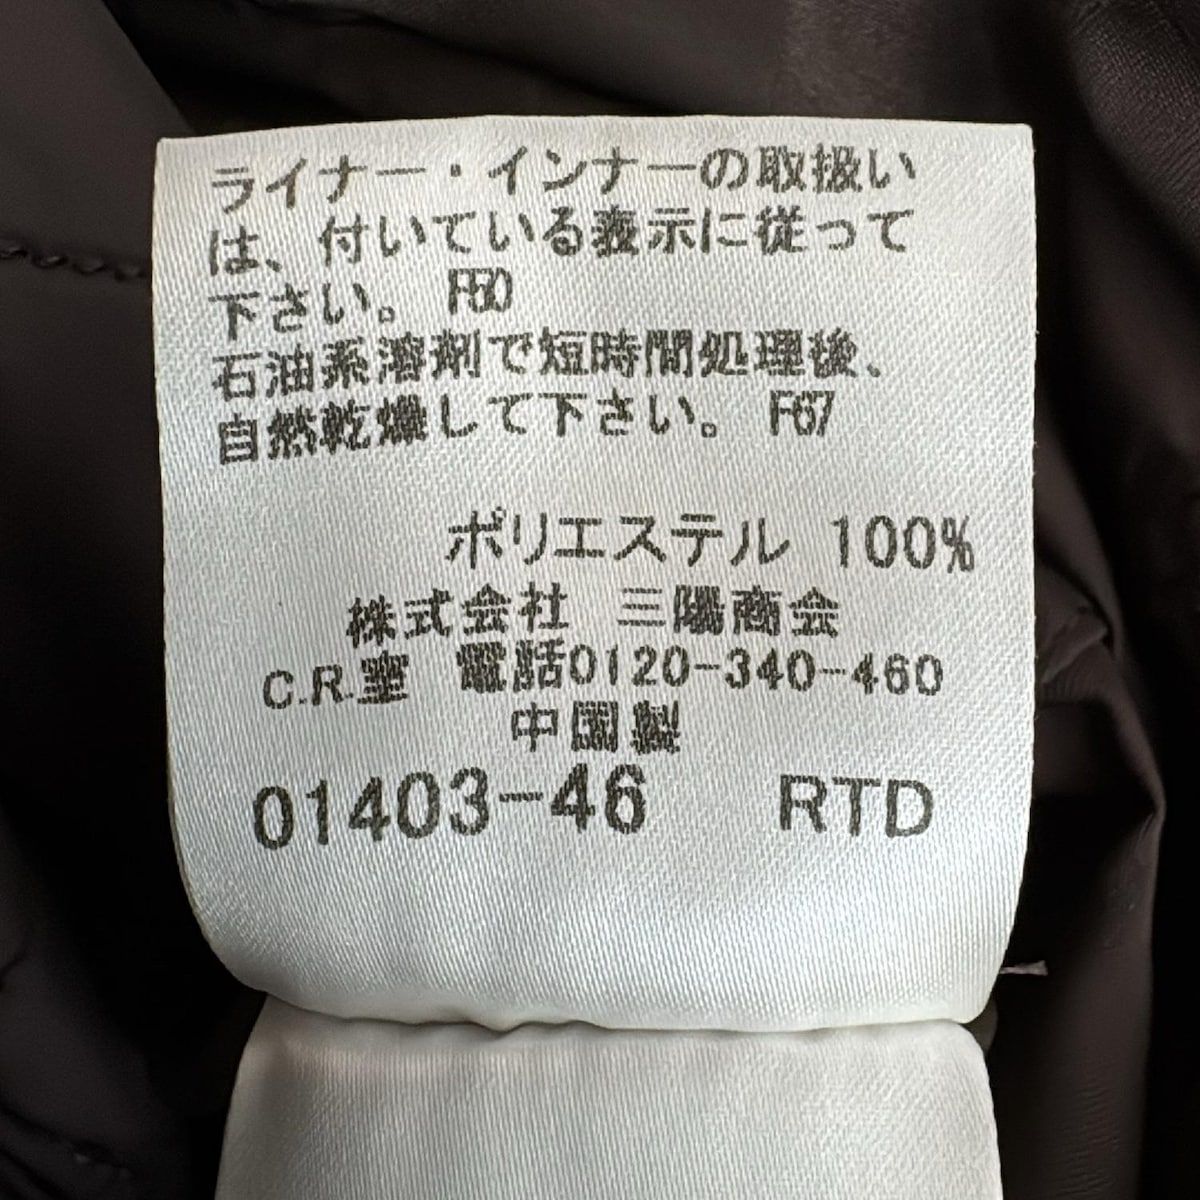 ライナー・インナーの取扱い
は、付いている表示に従って
下さい。 F50
石油系溶剤で短時間処理後、
自然乾燥して下さい。 F67
ポリエステル 100%
株式会社 三陽商会
C.R.室 電話0120-340-460
中国製
01403-46 RTD